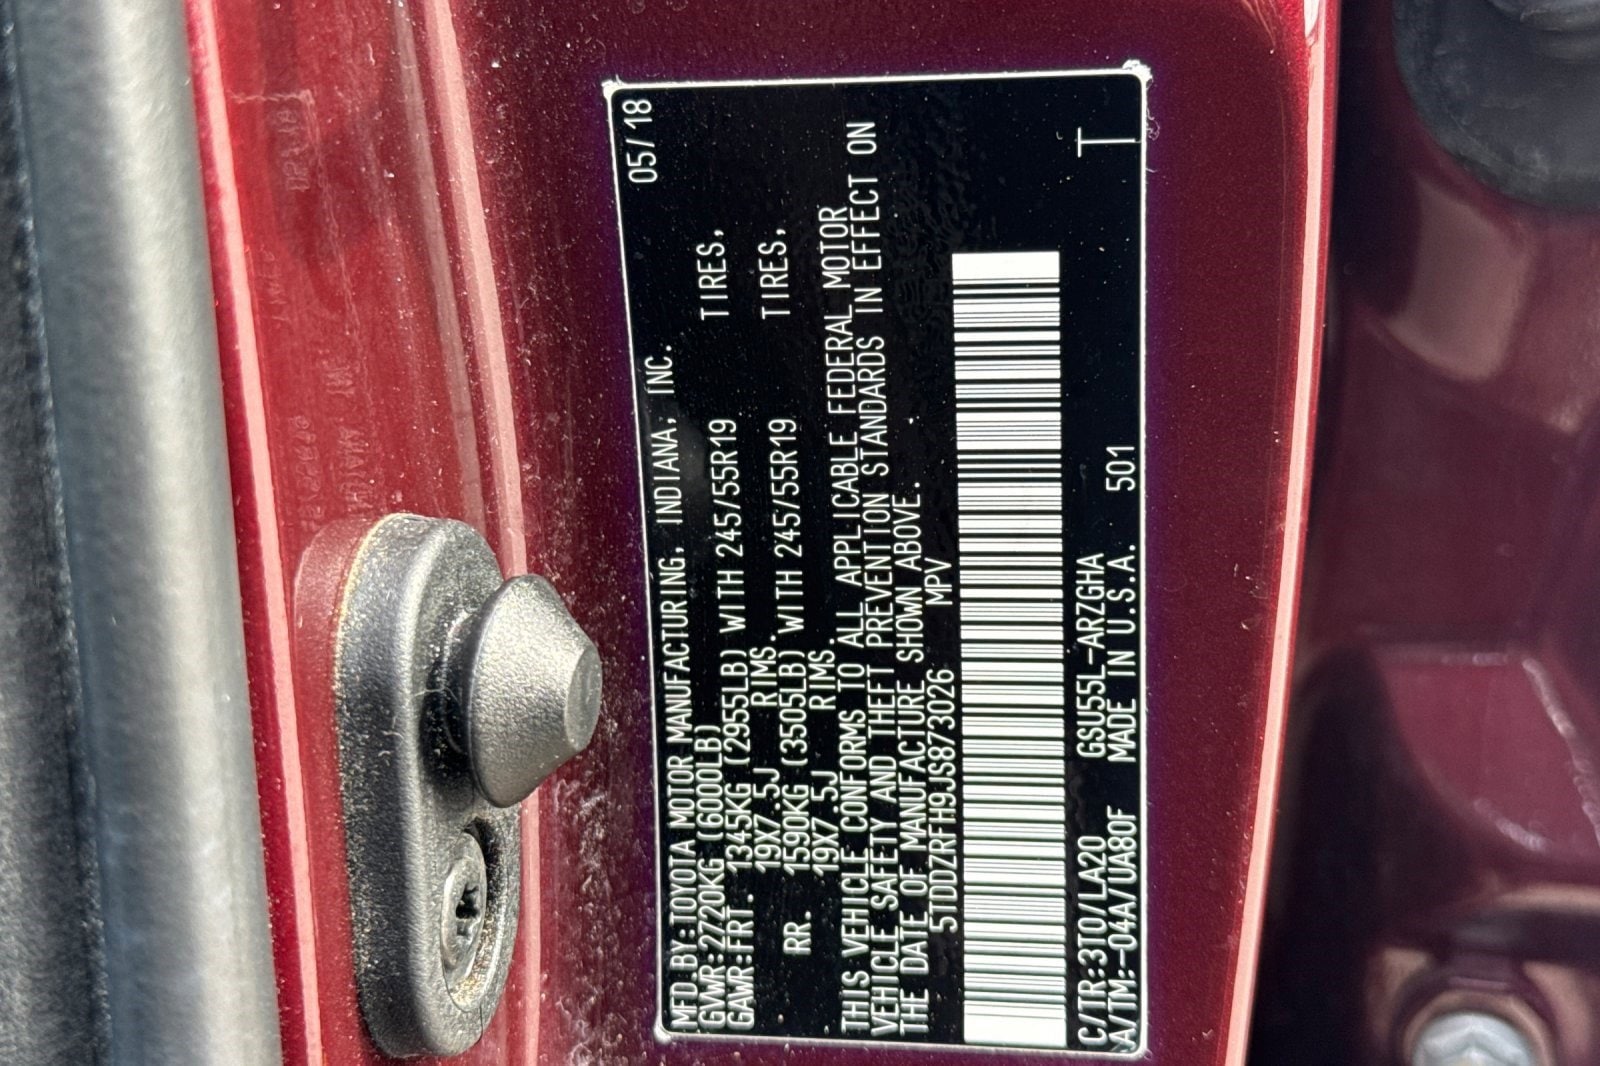 MFD BY:TOYOTA MOTOR MANUFACTURING, INDIANA, INC. 05/18
GVWR:2720KG (6000LB)
GAWR:FRT. 1345KG (2955LB) WITH 245/55R19 TIRES,
19X7.5J RIMS.
RR. 1590KG (3505LB) WITH 245/55R19 TIRES,
19X7.5J RIMS.
THIS VEHICLE CONFORMS TO ALL APPLICABLE FEDERAL MOTOR
VEHICLE SAFETY AND THEFT PREVENTION STANDARDS IN EFFECT ON
THE DATE OF MANUFACTURE SHOWN ABOVE.
5TDDZRFH9JS873026 MPV
C/TR:3T0/LA20 GSU55L-ARZGHA T
A/TM:-04A/UA80F MADE IN U.S.A. 501